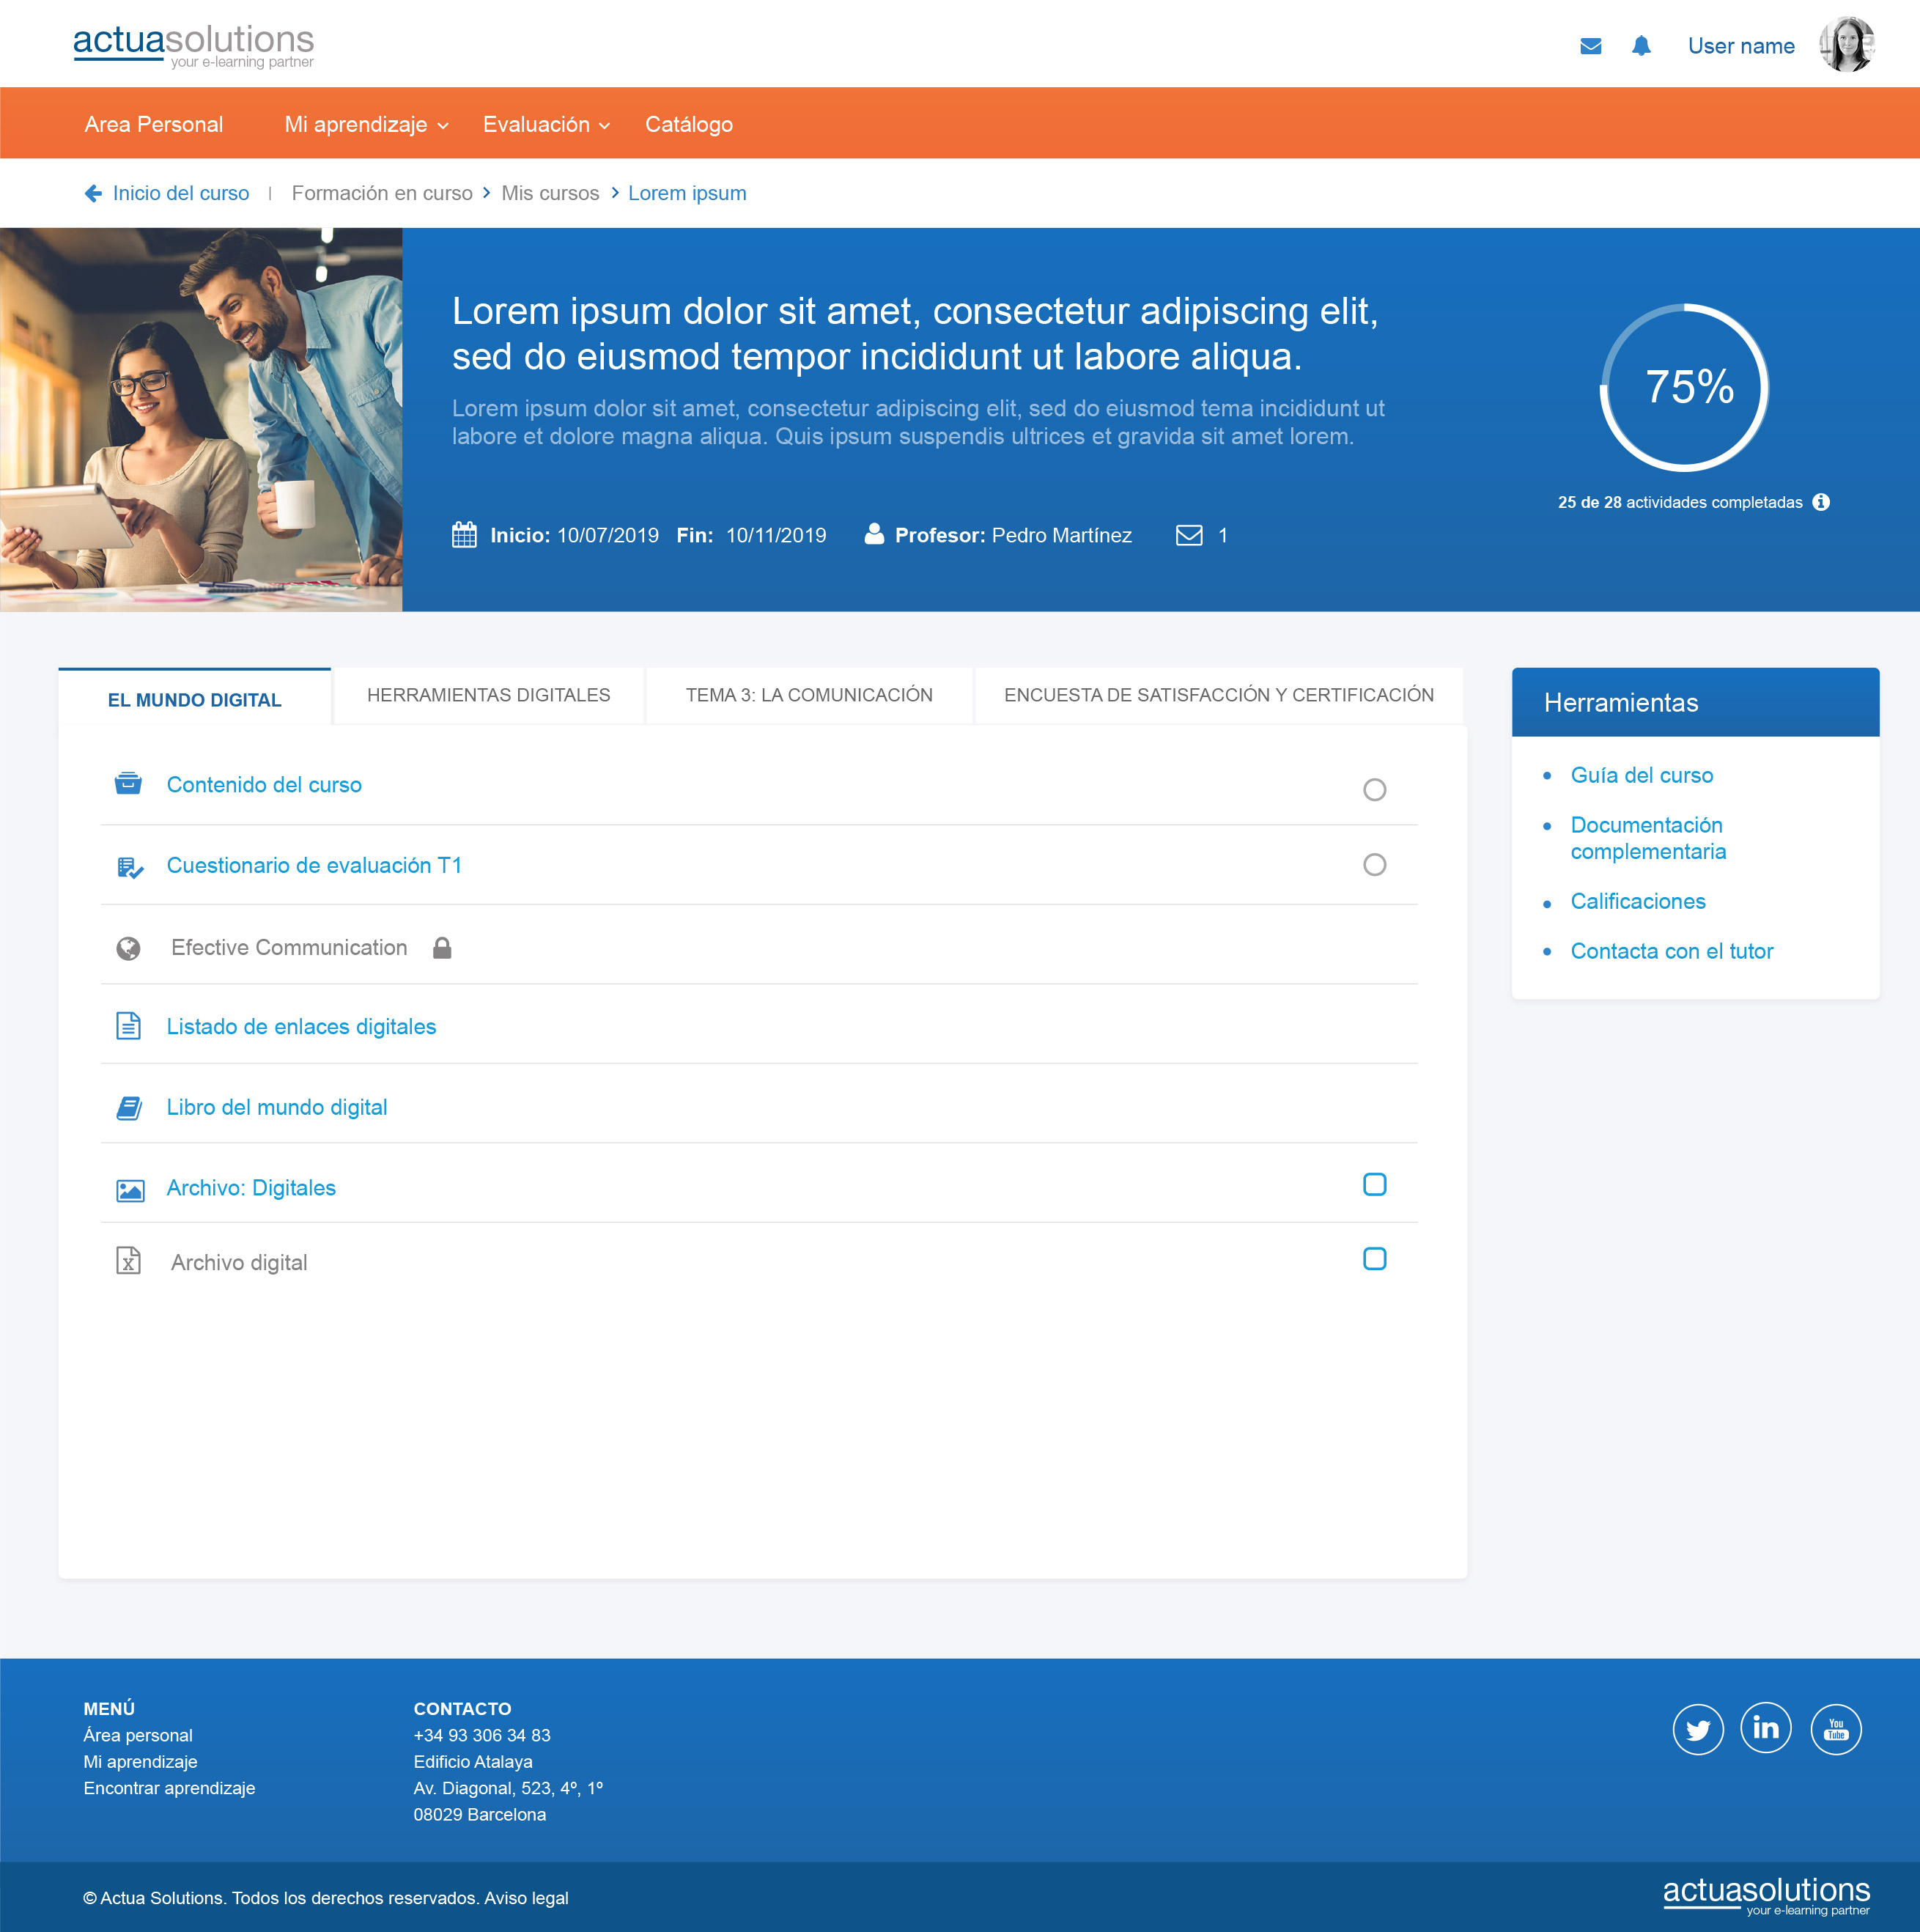 actuasolutions
your e-learning partner
User name
Area Personal
Mi aprendizaje
Evaluación
Catálogo
Inicio del curso
Formación en curso
Mis cursos
Lorem ipsum
Lorem ipsum dolor sit amet, consectetur adipiscing elit,
sed do eiusmod tempor incididunt ut labore aliqua.
Lorem ipsum dolor sit amet, consectetur adipiscing elit, sed do eiusmod tema incididunt ut
labore et dolore magna aliqua. Quis ipsum suspendis ultrices et gravida sit amet lorem.
Inicio: 10/07/2019 Fin: 10/11/2019
Profesor: Pedro Martínez
1
75%
25 de 28 actividades completadas
EL MUNDO DIGITAL
HERRAMIENTAS DIGITALES
TEMA 3: LA COMUNICACIÓN
ENCUESTA DE SATISFACCIÓN Y CERTIFICACIÓN
Contenido del curso
Cuestionario de evaluación T1
Efective Communication
Listado de enlaces digitales
Libro del mundo digital
Archivo: Digitales
Archivo digital
Herramientas
Guía del curso
Documentación
complementaria
Calificaciones
Contacta con el tutor
MENÚ
Área personal
Mi aprendizaje
Encontrar aprendizaje
CONTACTO
+34 93 306 34 83
Edificio Atalaya
Av. Diagonal, 523, 4º, 1º
08029 Barcelona
in
You
Tube
© Actua Solutions. Todos los derechos reservados. Aviso legal
actuasolutions
your e-learning partner